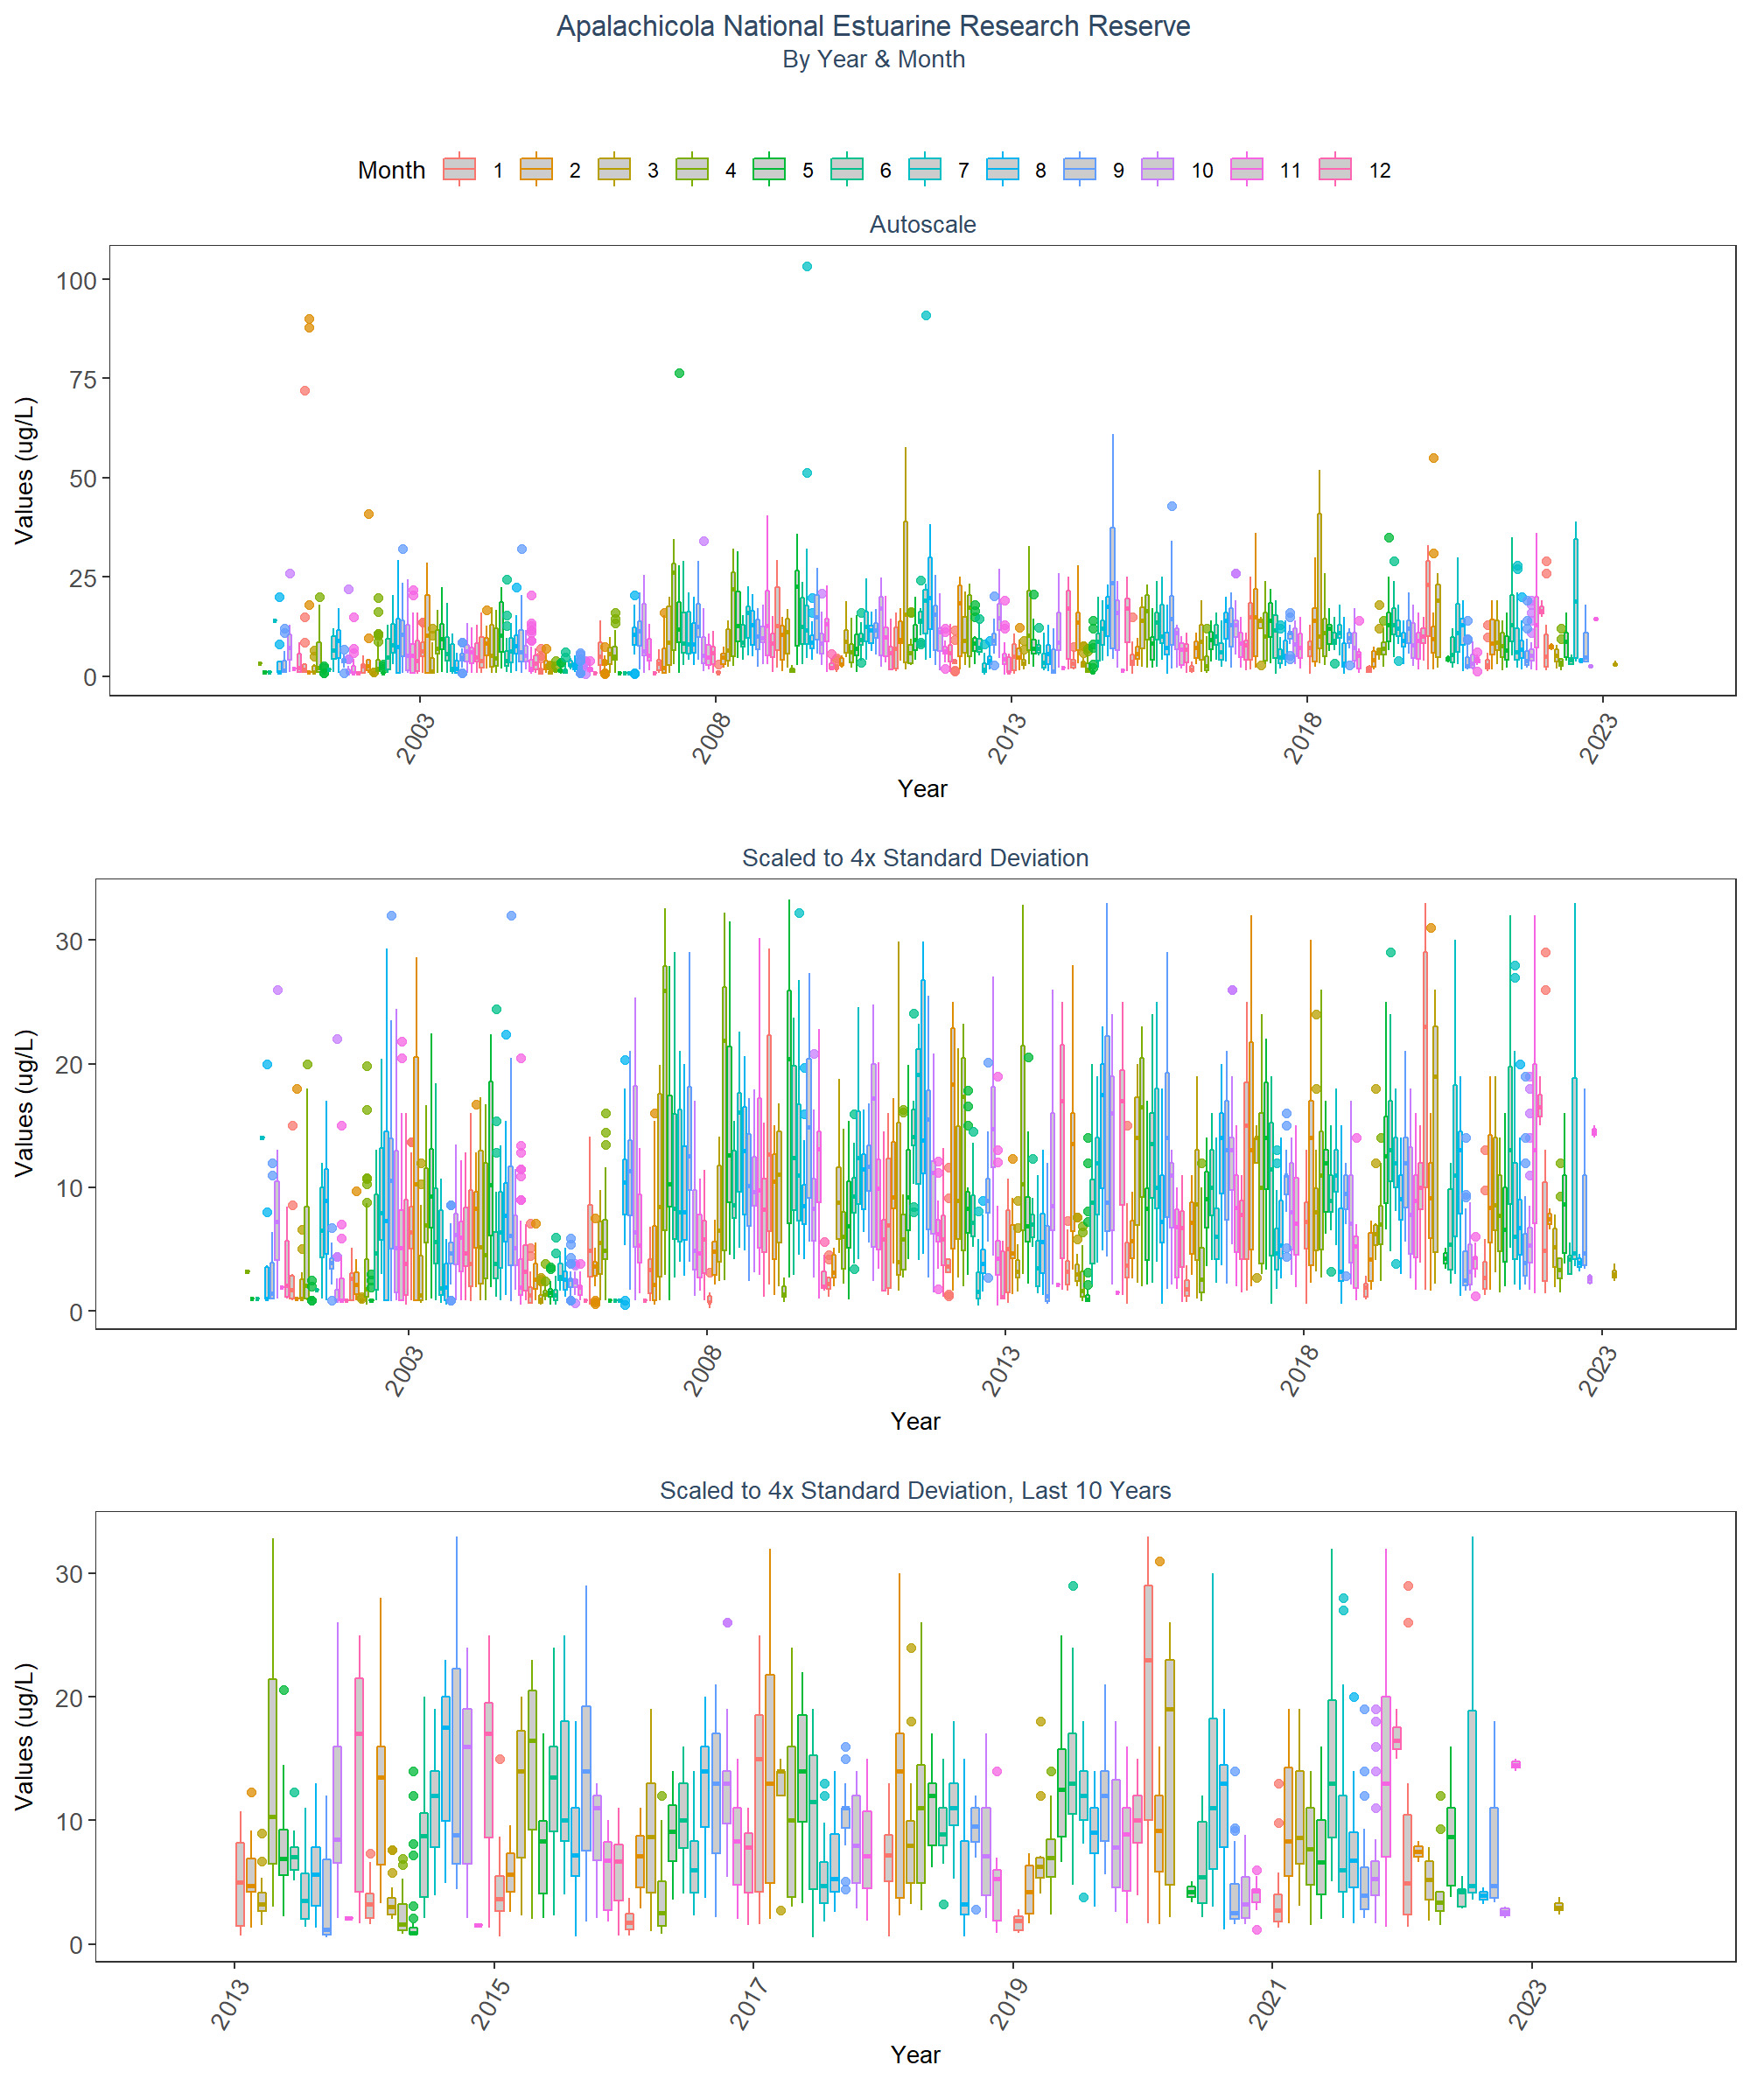 Apalachicola National Estuarine Research Reserve
By Year & Month
Month 1 2 3 4 5 6 7 8 9 10 11 12
Autoscale
Values (ug/L)
100
75
50
25
0
2003 2008 2013 2018 2023
Year
Scaled to 4x Standard Deviation
Values (ug/L)
30
20
10
0
2003 2008 2013 2018 2023
Year
Scaled to 4x Standard Deviation, Last 10 Years
Values (ug/L)
30
20
10
0
2013 2015 2017 2019 2021 2023
Year